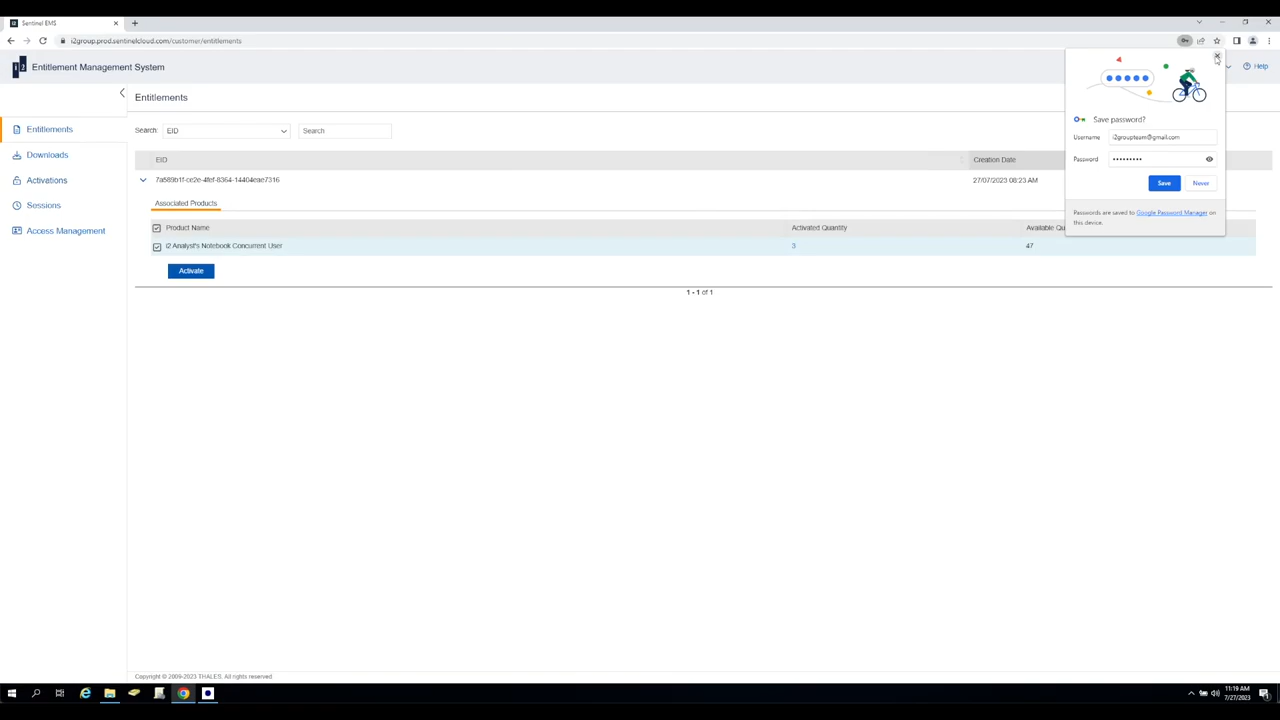 Sentinel EMS
i2group.prod.sentinelcloud.com/customer/entitlements
i2 Entitlement Management System
Help
Entitlements
Downloads
Activations
Sessions
Access Management
Entitlements
Search: EID Search
EID Creation Date
7a589b1f-ce2e-4fef-8364-14404eae7316 27/07/2023 08:23 AM
Associated Products
Product Name Activated Quantity Available Qu
i2 Analyst's Notebook Concurrent User 3 47
Activate
1 - 1 of 1
Save password?
Username i2groupteam@gmail.com
Password •••••••••
Save Never
Passwords are saved to Google Password Manager on
this device.
Copyright © 2009-2023 THALES. All rights reserved
11:19 AM
7/27/2023